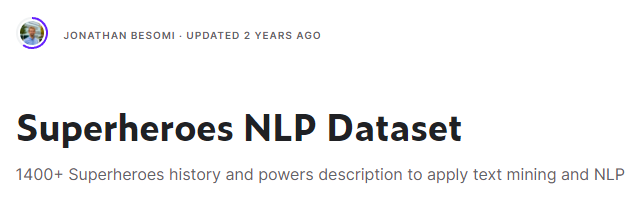 JONATHAN BESOMI · UPDATED 2 YEARS AGO
Superheroes NLP Dataset
1400+ Superheroes history and powers description to apply text mining and NLP